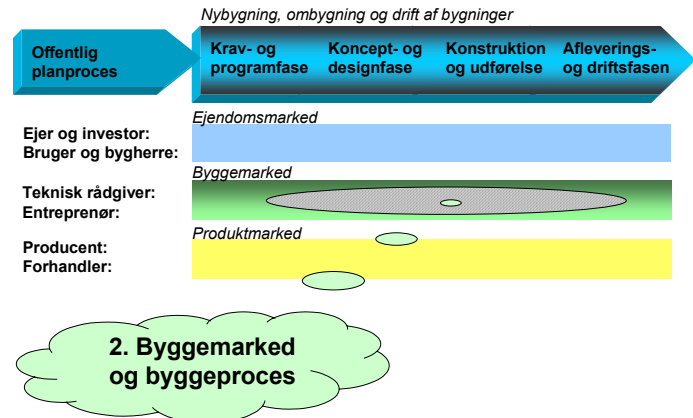 Nybygning, ombygning og drift af bygninger
Offentlig
planproces
Krav- og
programfase
Koncept- og
designfase
Konstruktion
og udførelse
Afleverings-
og driftsfasen
Ejendomsmarked
Ejer og investor:
Bruger og bygherre:
Byggemarked
Teknisk rådgiver:
Entreprenør:
Produktmarked
Producent:
Forhandler:
2. Byggemarked
og byggeproces